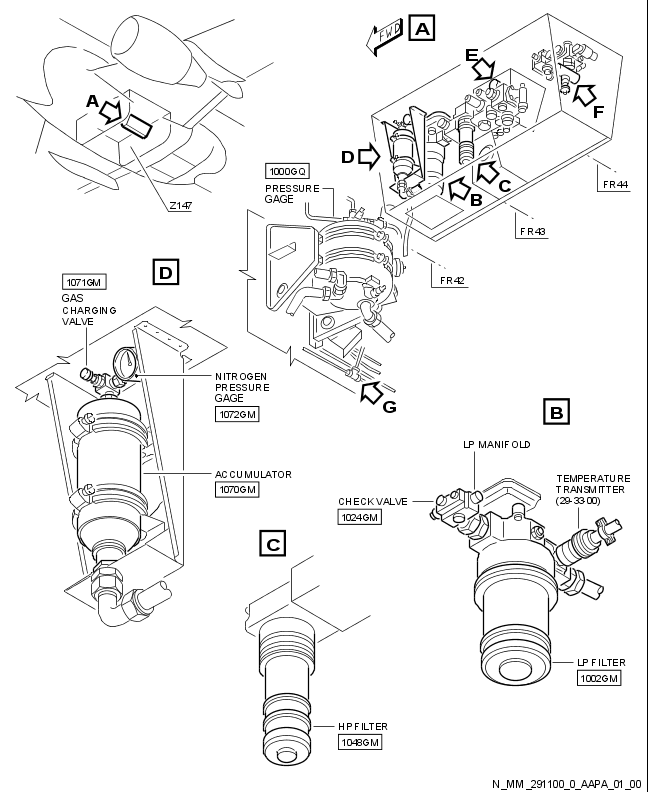 A
FWD
A
Z147
E
F
D
C
B
FR44
FR43
FR42
1000GQ
PRESSURE
GAGE
G
D
1071GM
GAS
CHARGING
VALVE
NITROGEN
PRESSURE
GAGE
1072GM
ACCUMULATOR
1070GM
B
LP MANIFOLD
CHECK VALVE
1024GM
TEMPERATURE
TRANSMITTER
(29-33-00)
LP FILTER
1002GM
C
HP FILTER
1048GM
N_MM_291100_0_AAPA_01_00